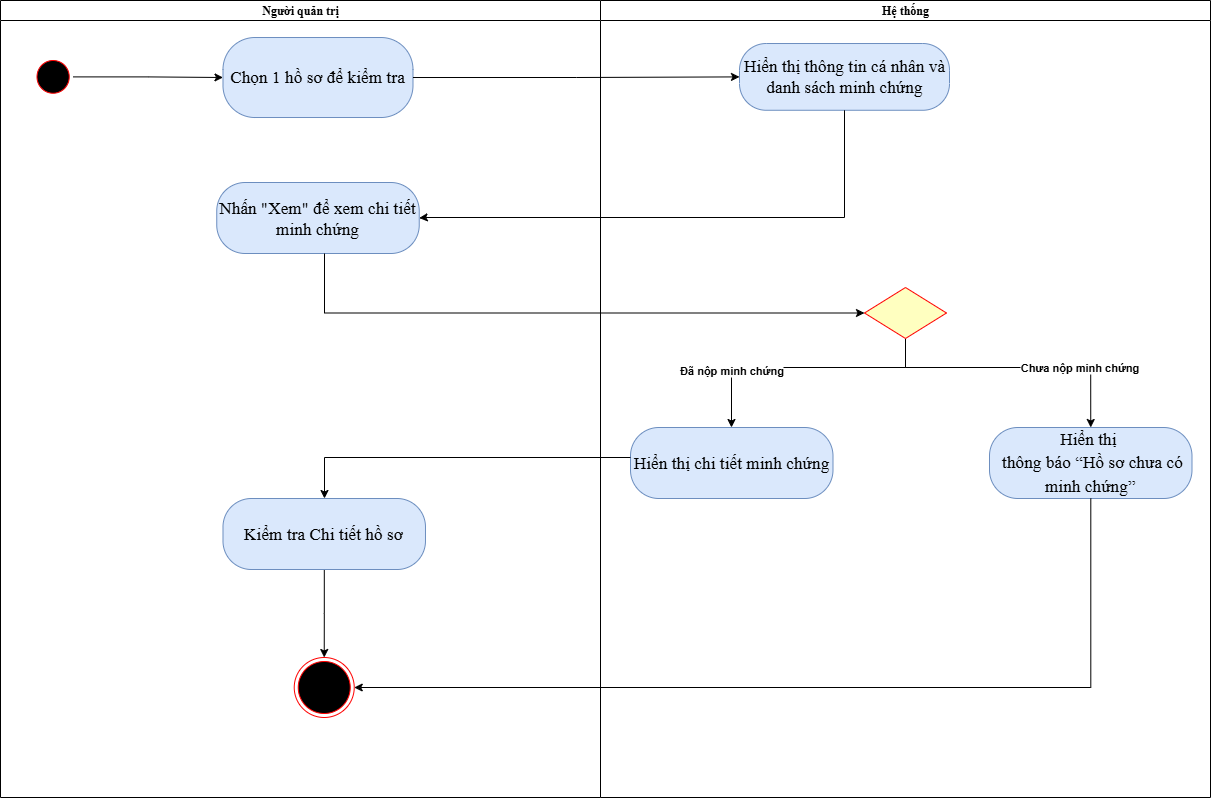 Người quản trị
Hệ thống
Chọn 1 hồ sơ để kiểm tra
Hiển thị thông tin cá nhân và
danh sách minh chứng
Nhấn "Xem" để xem chi tiết
minh chứng
Đã nộp minh chứng
Chưa nộp minh chứng
Hiển thị chi tiết minh chứng
Hiển thị
thông báo “Hồ sơ chưa có
minh chứng”
Kiểm tra Chi tiết hồ sơ